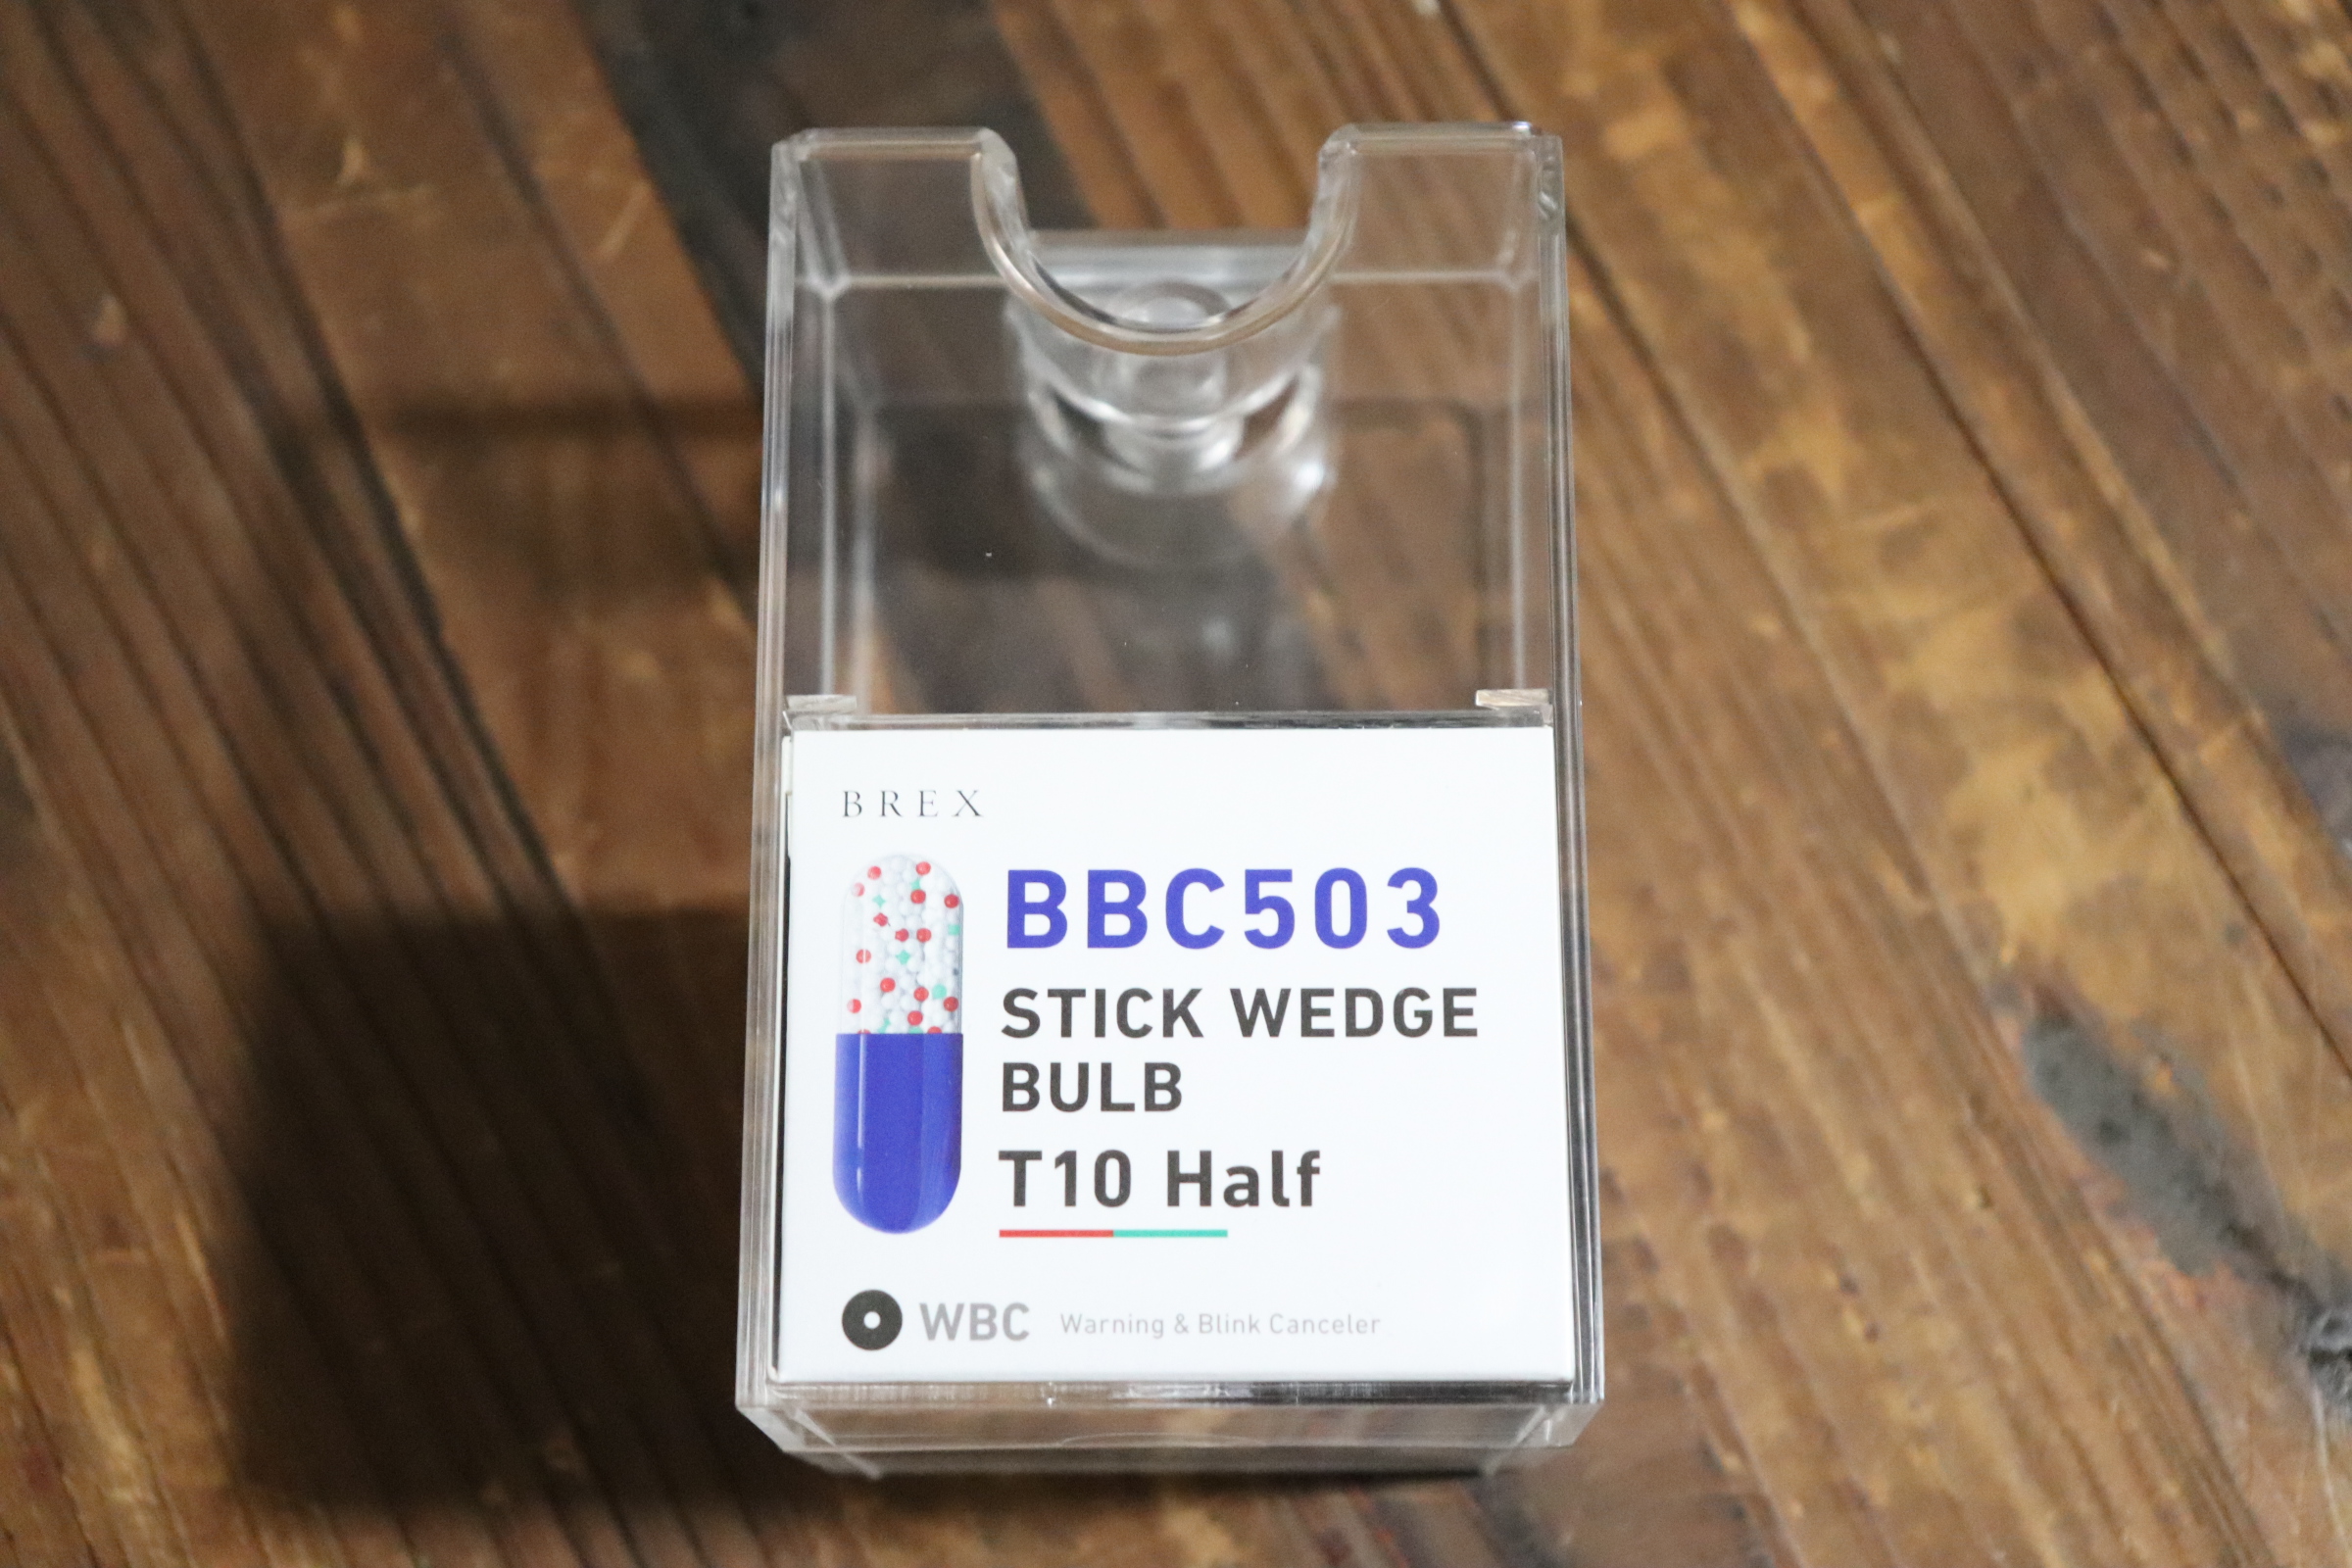 BREX
BBC503
STICK WEDGE
BULB
T10 Half
WBC Warning & Blink Canceler